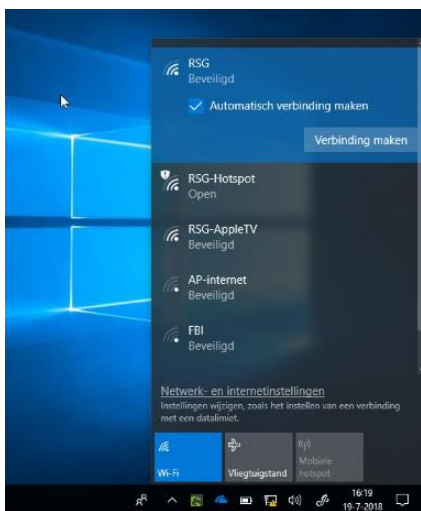 RSG
Beveiligd
Automatisch verbinding maken
Verbinding maken
RSG-Hotspot
Open
RSG-AppleTV
Beveiligd
AP-internet
Beveiligd
FBI
Beveiligd
Netwerk- en internetinstellingen
Instellingen wijzigen, zoals het instellen van een verbinding
met een datalimiet.
Wi-Fi
Vliegtuigstand
Mobiele
hotspot
16:19
19-7-2018